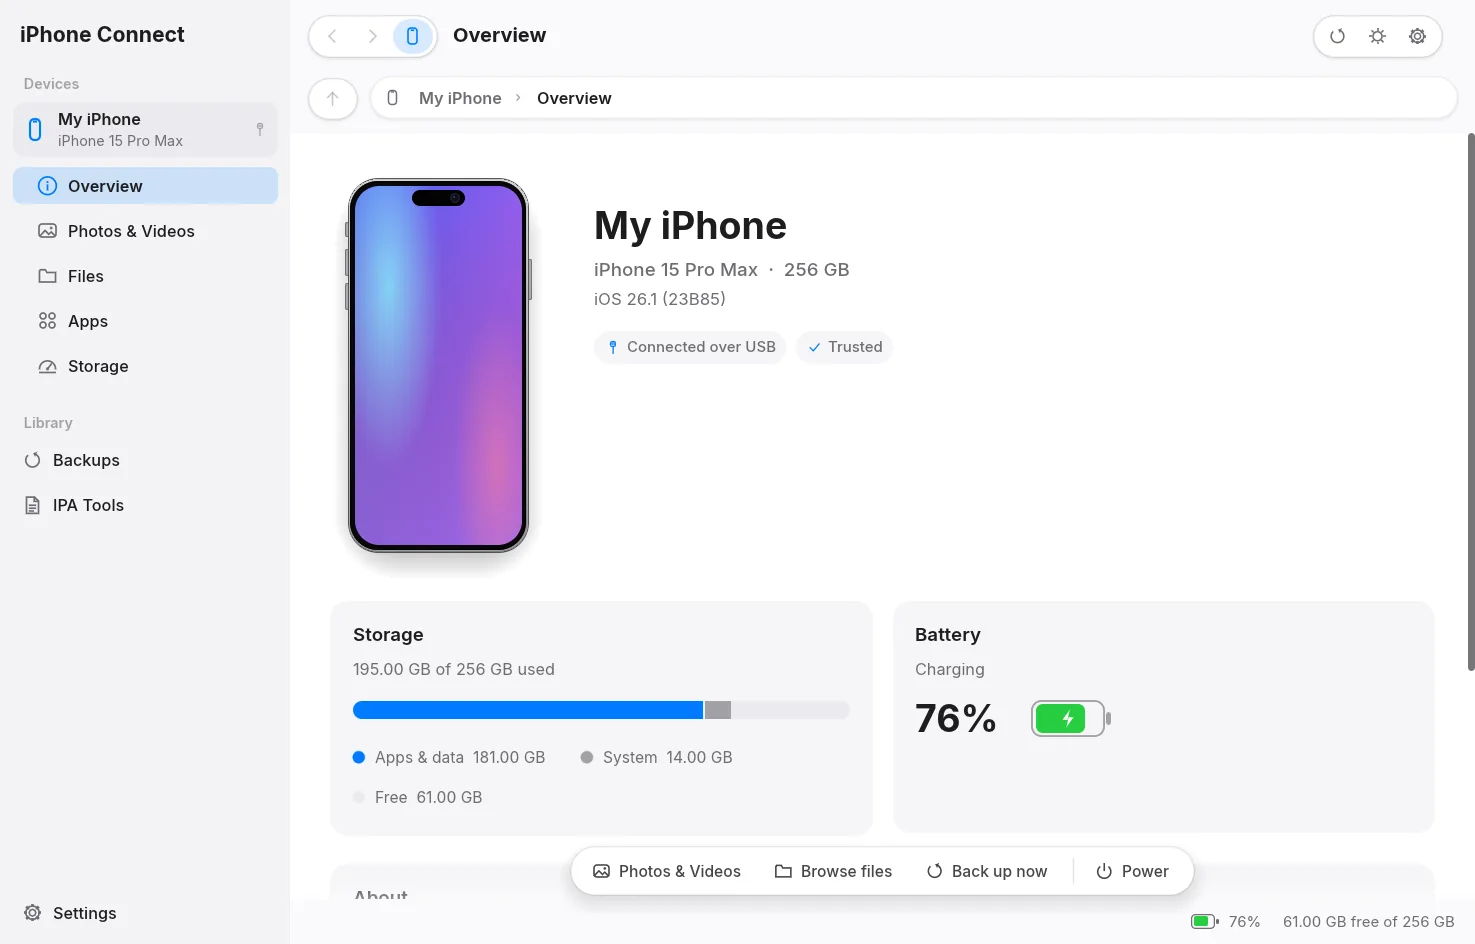 iPhone Connect
Devices
My iPhone
iPhone 15 Pro Max
Overview
Photos & Videos
Files
Apps
Storage
Library
Backups
IPA Tools
Settings
Overview
My iPhone › Overview
My iPhone
iPhone 15 Pro Max · 256 GB
iOS 26.1 (23B85)
Connected over USB
Trusted
Storage
195.00 GB of 256 GB used
Apps & data 181.00 GB
System 14.00 GB
Free 61.00 GB
Battery
Charging
76%
About
Photos & Videos
Browse files
Back up now
Power
76%
61.00 GB free of 256 GB